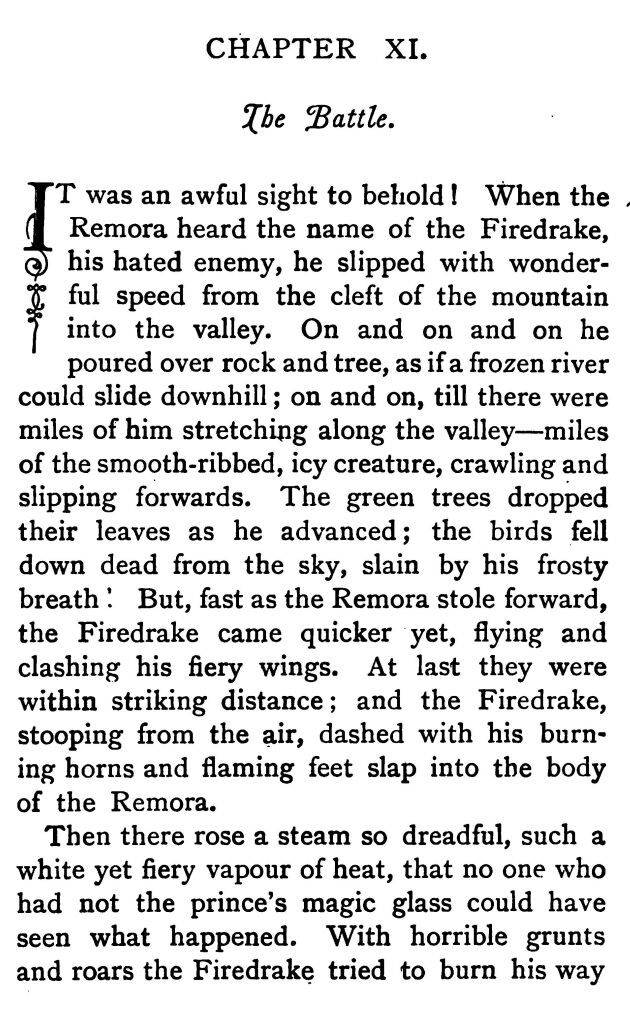 CHAPTER XI.
The Battle.
IT was an awful sight to behold! When the
Remora heard the name of the Firedrake,
his hated enemy, he slipped with wonder-
ful speed from the cleft of the mountain
into the valley. On and on and on he
poured over rock and tree, as if a frozen river
could slide downhill; on and on, till there were
miles of him stretching along the valley—miles
of the smooth-ribbed, icy creature, crawling and
slipping forwards. The green trees dropped
their leaves as he advanced; the birds fell
down dead from the sky, slain by his frosty
breath! But, fast as the Remora stole forward,
the Firedrake came quicker yet, flying and
clashing his fiery wings. At last they were
within striking distance; and the Firedrake,
stooping from the air, dashed with his burn-
ing horns and flaming feet slap into the body
of the Remora.
Then there rose a steam so dreadful, such a
white yet fiery vapour of heat, that no one who
had not the prince's magic glass could have
seen what happened. With horrible grunts
and roars the Firedrake tried to burn his way